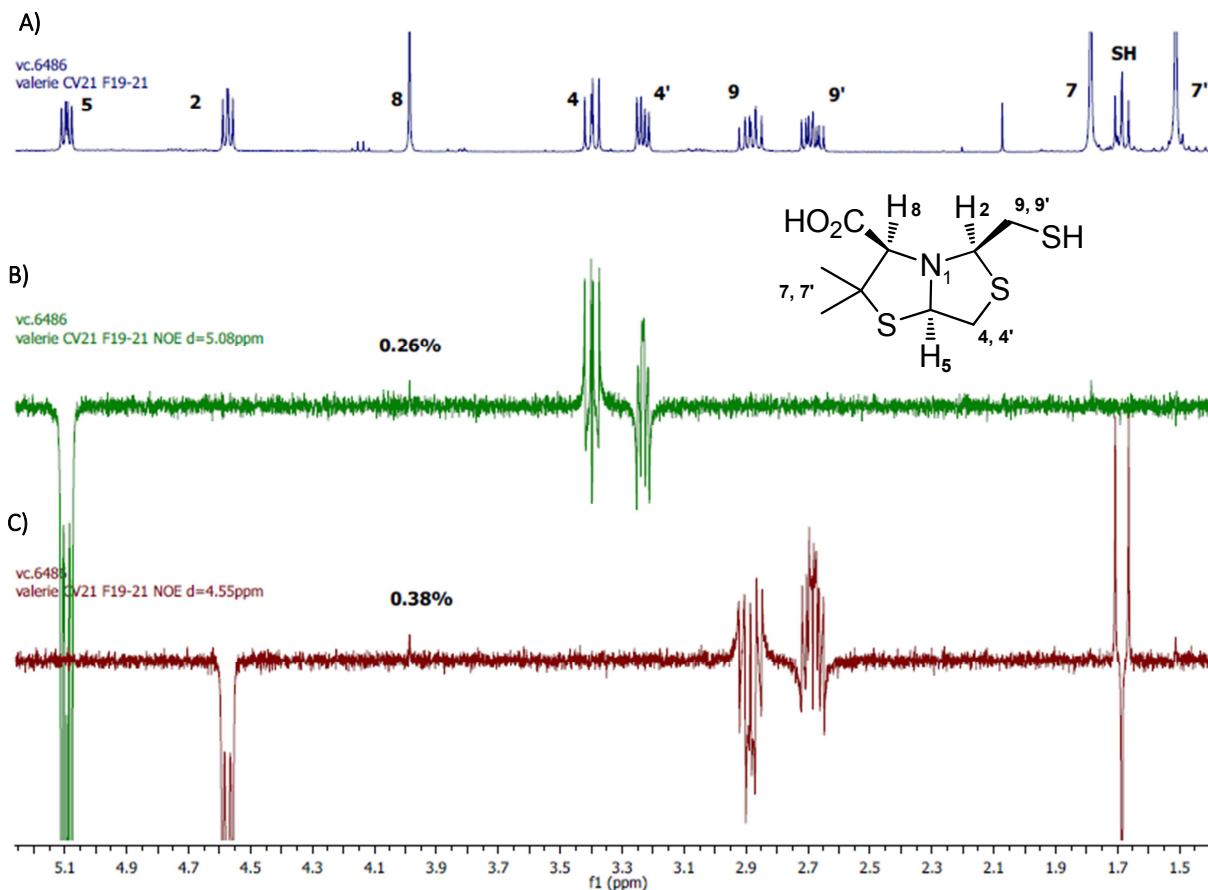 A)
vc.6486
valerie CV21 F19-21
5
2
8
4
4'
9
9'
7
SH
7'
HO2C
H8
H2
9, 9'
SH
N
1
S
7, 7'
S
H5
4, 4'
B)
vc.6486
valerie CV21 F19-21 NOE d=5.08ppm
0.26%
C)
vc.6486
valerie CV21 F19-21 NOE d=4.55ppm
0.38%
5.1 4.9 4.7 4.5 4.3 4.1 3.9 3.7 3.5 3.3 3.1 2.9 2.7 2.5 2.3 2.1 1.9 1.7 1.5
f1 (ppm)